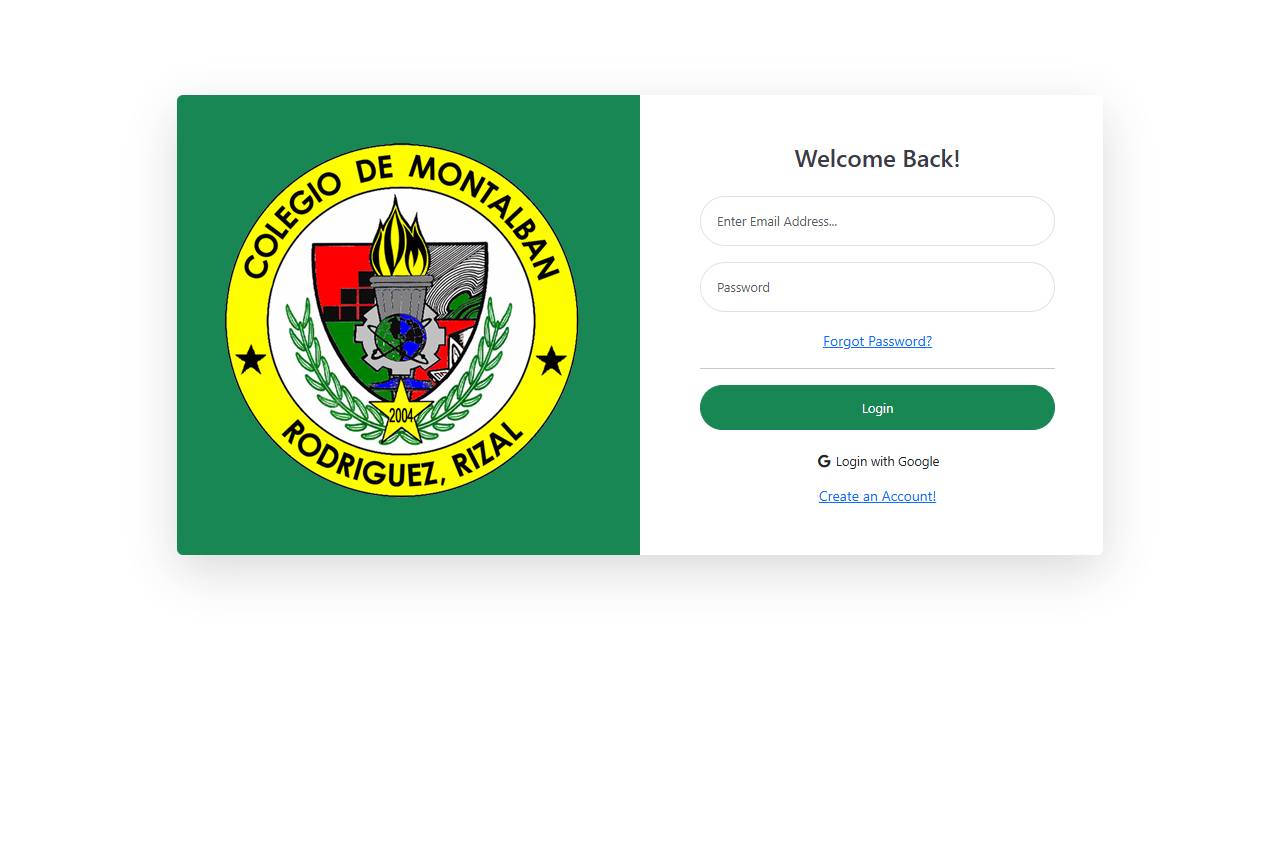 COLEGIO DE MONTALBAN
2004
RODRIGUEZ, RIZAL
Welcome Back!
Enter Email Address...
Password
Forgot Password?
Login
Login with Google
Create an Account!